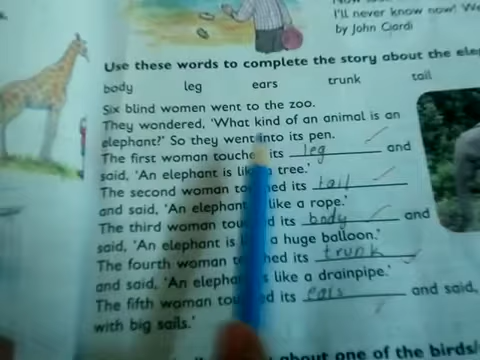 I'll never know now! We
by John Ciardi
Use these words to complete the story about the ele
body leg ears trunk tail
Six blind women went to the zoo.
They wondered, 'What kind of an animal is an
elephant?' So they went into its pen.
The first woman touche its leg and
said, 'An elephant is lik a tree.'
The second woman to hed its tail
and said, 'An elephant like a rope.'
The third woman tou ed its body and
said, 'An elephant is a huge balloon.'
The fourth woman t hed its trunk
and said, 'An elepha s like a drainpipe.'
The fifth woman tou d its ears and said,
with big sails.'
about one of the birds/